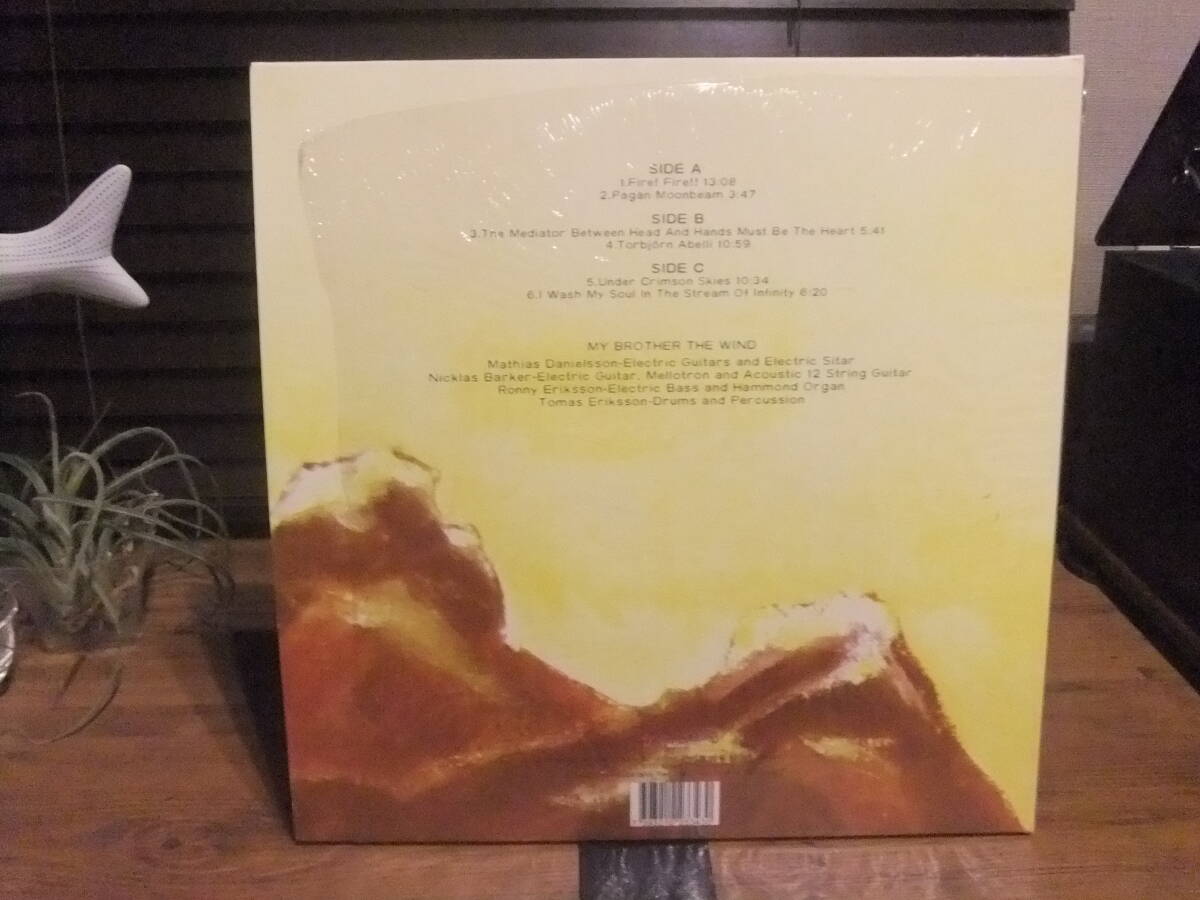 SIDE A
1.Fire! Fire!! 13:08
2.Pagan Moonbeam 3:47
SIDE B
3.The Mediator Between Head And Hands Must Be The Heart 5:41
4.Torbjörn Abelli 10:59
SIDE C
5.Under Crimson Skies 10:34
6.I Wash My Soul In The Stream Of Infinity 6:20
MY BROTHER THE WIND
Mathias Danielsson-Electric Guitars and Electric Sitar
Nicklas Barker-Electric Guitar, Mellotron and Acoustic 12 String Guitar
Ronny Eriksson-Electric Bass and Hammond Organ
Tomas Eriksson-Drums and Percussion